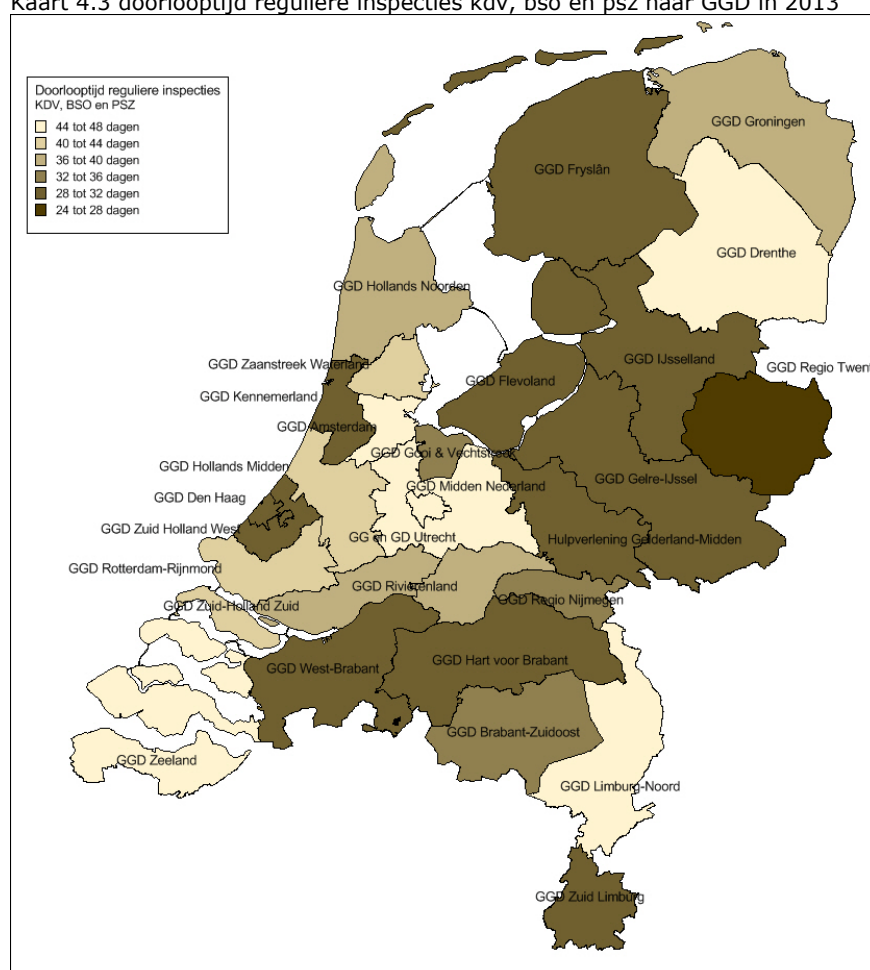 Kaart 4.3 doorlooptijd reguliere inspecties kdv, bso en psz naar GGD in 2013
Doorlooptijd reguliere inspecties
KDV, BSO en PSZ
44 tot 48 dagen
40 tot 44 dagen
36 tot 40 dagen
32 tot 36 dagen
28 tot 32 dagen
24 tot 28 dagen
GGD Groningen
GGD Fryslân
GGD Drenthe
GGD Hollands Noorden
GGD Zaanstreek Waterland
GGD IJsselland
GGD Regio Twent
GGD Flevoland
GGD Kennemerland
GGD Amsterdam
GGD Gooi & Vechtstreek
GGD Hollands Midden
GGD Gelre-IJssel
GGD Midden Nederland
GGD Den Haag
GGD Zuid Holland West
GG en GD Utrecht
Hulpverlening Gelderland-Midden
GGD Rotterdam-Rijnmond
GGD Rivierenland
GGD Regio Nijmegen
GGD Zuid-Holland Zuid
GGD West-Brabant
GGD Hart voor Brabant
GGD Brabant-Zuidoost
GGD Zeeland
GGD Limburg-Noord
GGD Zuid Limburg